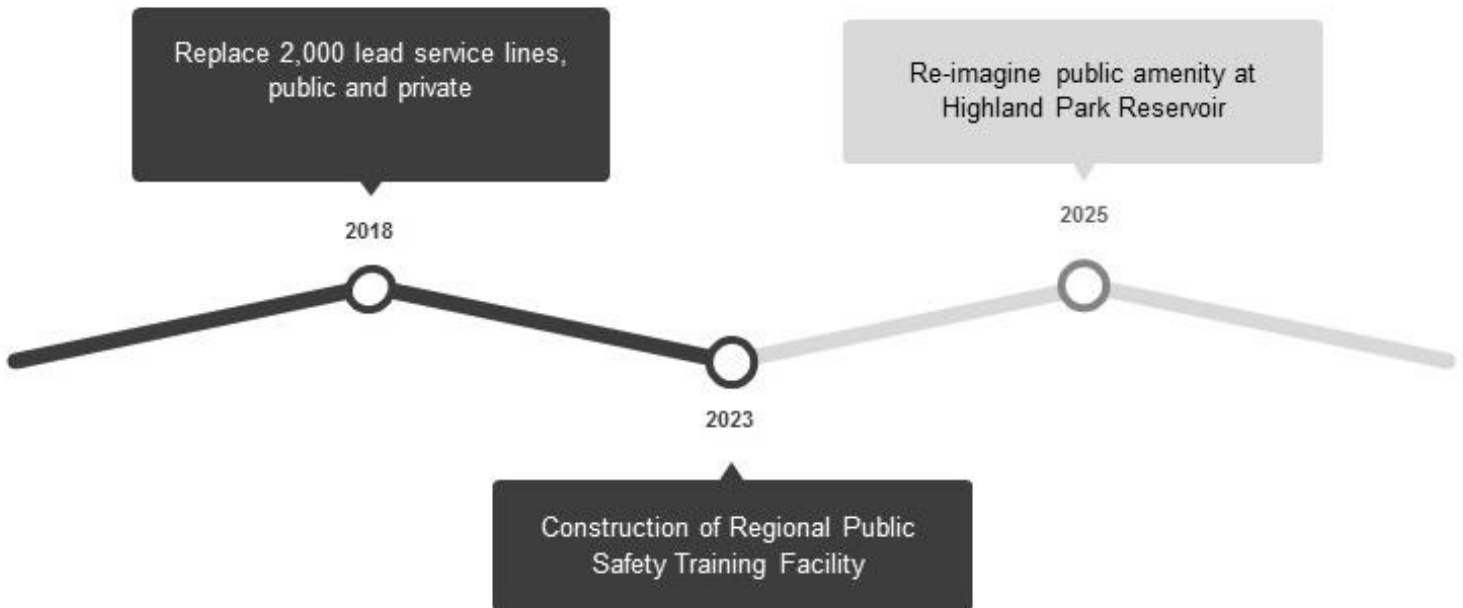 Replace 2,000 lead service lines,
public and private
Re-imagine public amenity at
Highland Park Reservoir
2018
2025
2023
Construction of Regional Public
Safety Training Facility